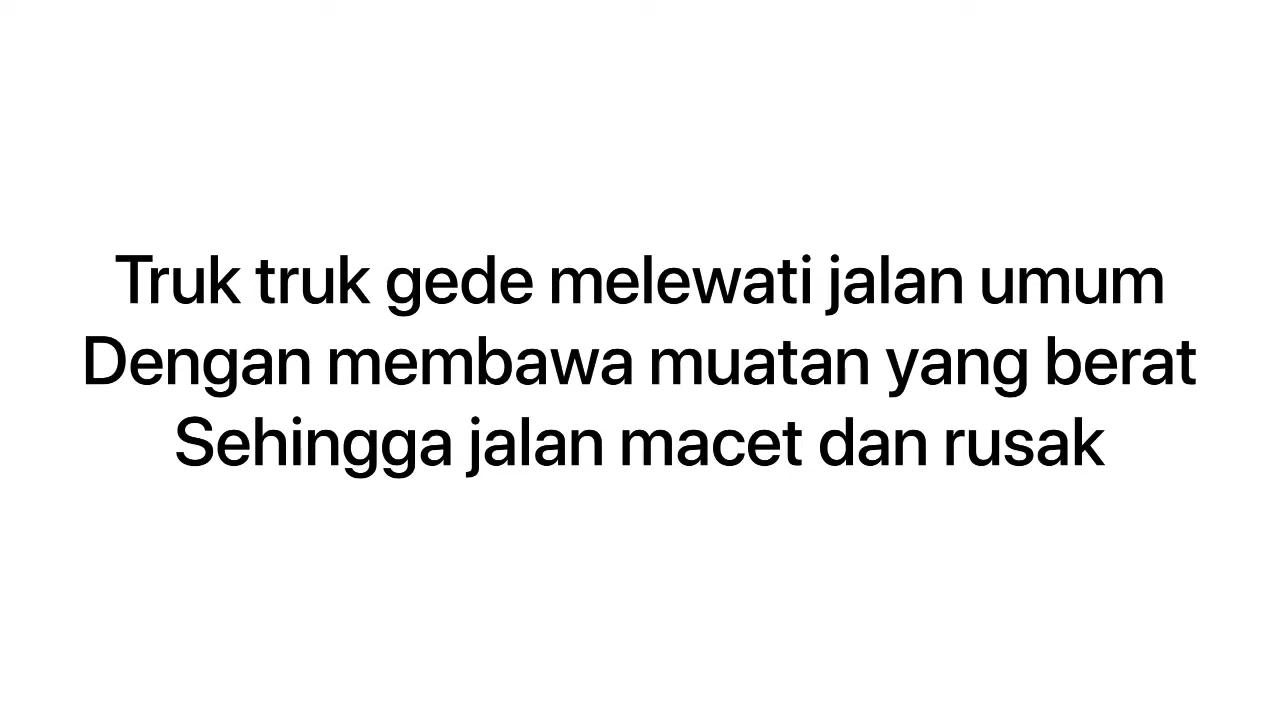 Truk truk gede melewati jalan umum
Dengan membawa muatan yang berat
Sehingga jalan macet dan rusak